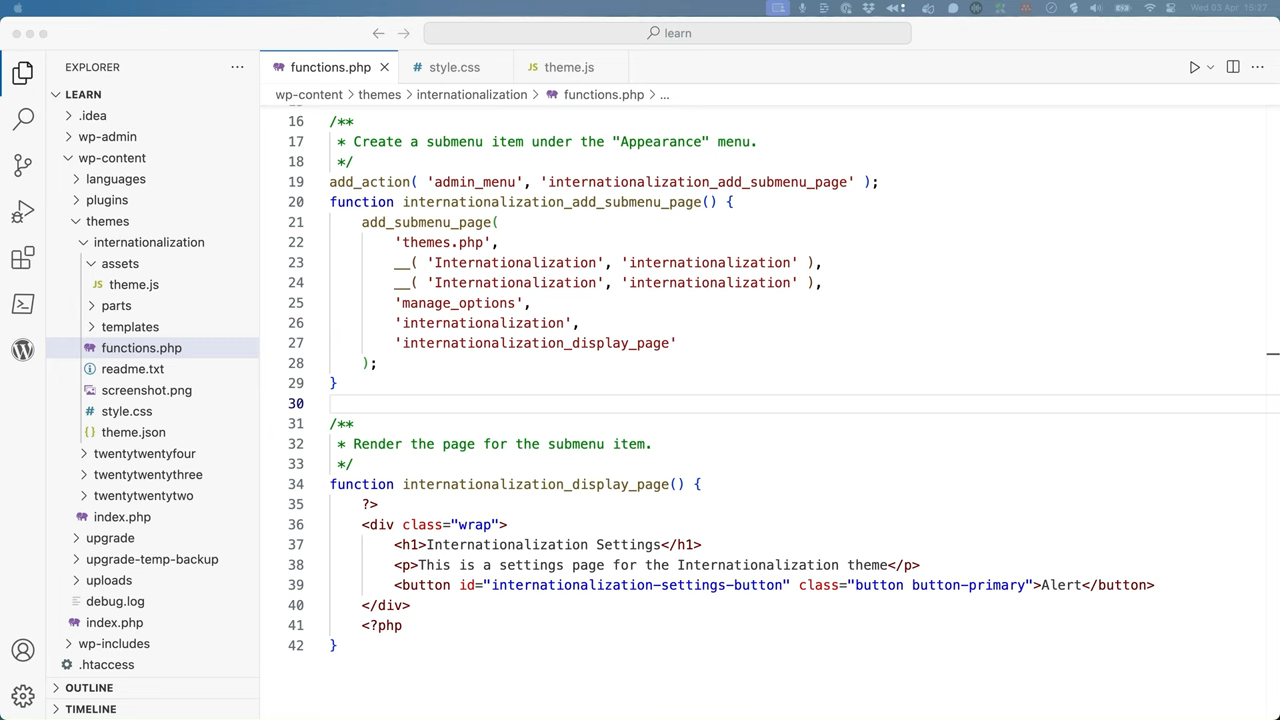 Wed 03 Apr 15:27
learn
EXPLORER
functions.php
# style.css
JS theme.js
LEARN
wp-content > themes > internationalization > functions.php > ...
.idea
wp-admin
wp-content
languages
plugins
themes
internationalization
assets
JS theme.js
parts
templates
functions.php
readme.txt
screenshot.png
# style.css
{} theme.json
twentytwentyfour
twentytwentythree
twentytwentytwo
index.php
upgrade
upgrade-temp-backup
uploads
debug.log
index.php
wp-includes
.htaccess
OUTLINE
TIMELINE
16 /**
17 * Create a submenu item under the "Appearance" menu.
18 */
19 add_action( 'admin_menu', 'internationalization_add_submenu_page' );
20 function internationalization_add_submenu_page() {
21 add_submenu_page(
22 'themes.php',
23 __( 'Internationalization', 'internationalization' ),
24 __( 'Internationalization', 'internationalization' ),
25 'manage_options',
26 'internationalization',
27 'internationalization_display_page'
28 );
29 }
30
31 /**
32 * Render the page for the submenu item.
33 */
34 function internationalization_display_page() {
35 ?>
36 <div class="wrap">
37 <h1>Internationalization Settings</h1>
38 <p>This is a settings page for the Internationalization theme</p>
39 <button id="internationalization-settings-button" class="button button-primary">Alert</button>
40 </div>
41 <?php
42 }